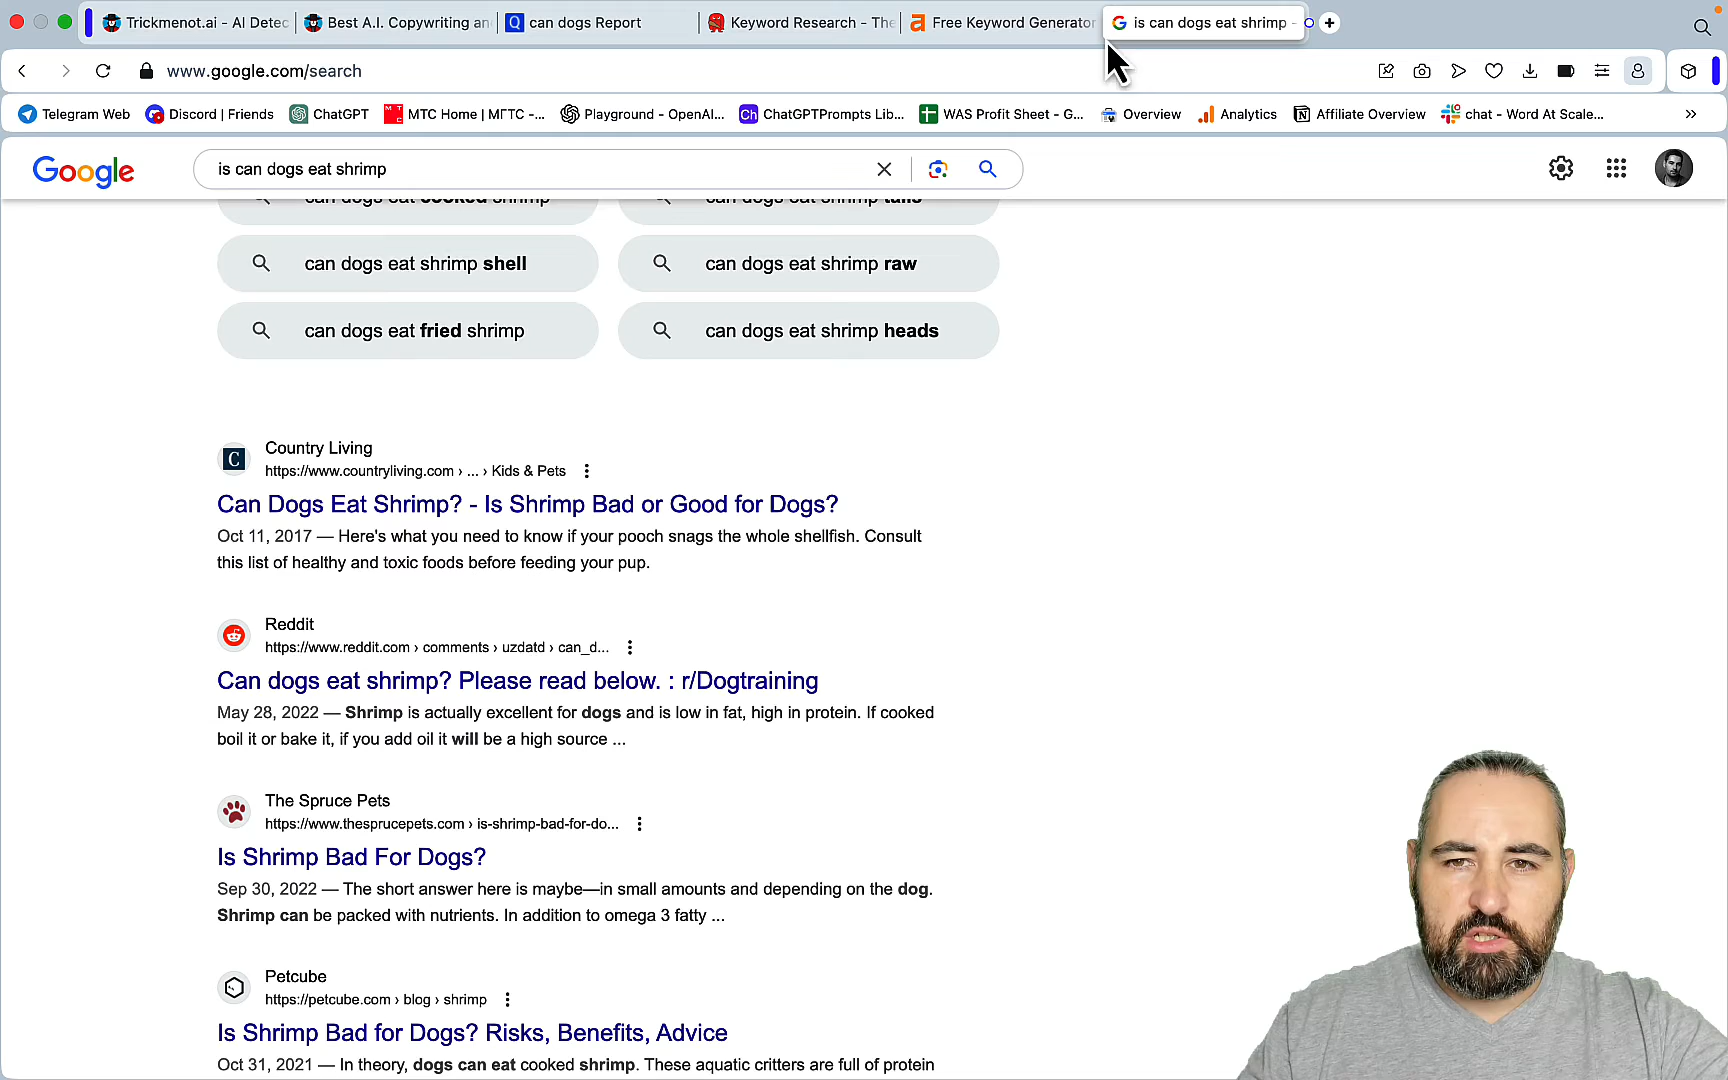 Trickmenot.ai - AI Detec
Best A.I. Copywriting an
can dogs Report
Keyword Research - The
Free Keyword Generator
is can dogs eat shrimp -
www.google.com/search
Telegram Web
Discord | Friends
ChatGPT
MTC Home | МГТС -...
Playground - OpenAI...
Ch
ChatGPTPrompts Lib...
WAS Profit Sheet - G...
Overview
Analytics
Affiliate Overview
chat - Word At Scale...
Google
is can dogs eat shrimp
can dogs eat cooked shrimp
can dogs eat shrimp tails
can dogs eat shrimp shell
can dogs eat shrimp raw
can dogs eat fried shrimp
can dogs eat shrimp heads
Country Living
https://www.countryliving.com › ... › Kids & Pets
Can Dogs Eat Shrimp? - Is Shrimp Bad or Good for Dogs?
Oct 11, 2017 — Here's what you need to know if your pooch snags the whole shellfish. Consult
this list of healthy and toxic foods before feeding your pup.
Reddit
https://www.reddit.com › comments › uzdatd › can_d...
Can dogs eat shrimp? Please read below. : r/Dogtraining
May 28, 2022 — Shrimp is actually excellent for dogs and is low in fat, high in protein. If cooked
boil it or bake it, if you add oil it will be a high source ...
The Spruce Pets
https://www.thesprucepets.com › is-shrimp-bad-for-do...
Is Shrimp Bad For Dogs?
Sep 30, 2022 — The short answer here is maybe—in small amounts and depending on the dog.
Shrimp can be packed with nutrients. In addition to omega 3 fatty ...
Petcube
https://petcube.com › blog › shrimp
Is Shrimp Bad for Dogs? Risks, Benefits, Advice
Oct 31, 2021 — In theory, dogs can eat cooked shrimp. These aquatic critters are full of protein